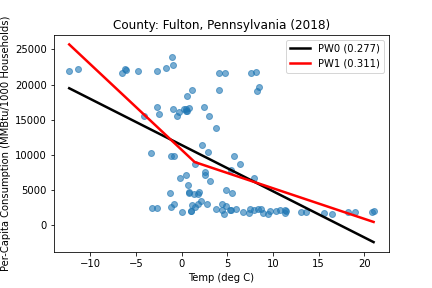 County: Fulton, Pennsylvania (2018)
Per-Capita Consumption (MMBtu/1000 Households)
25000
20000
15000
10000
5000
0
PW0 (0.277)
PW1 (0.311)
−10 −5 0 5 10 15 20
Temp (deg C)